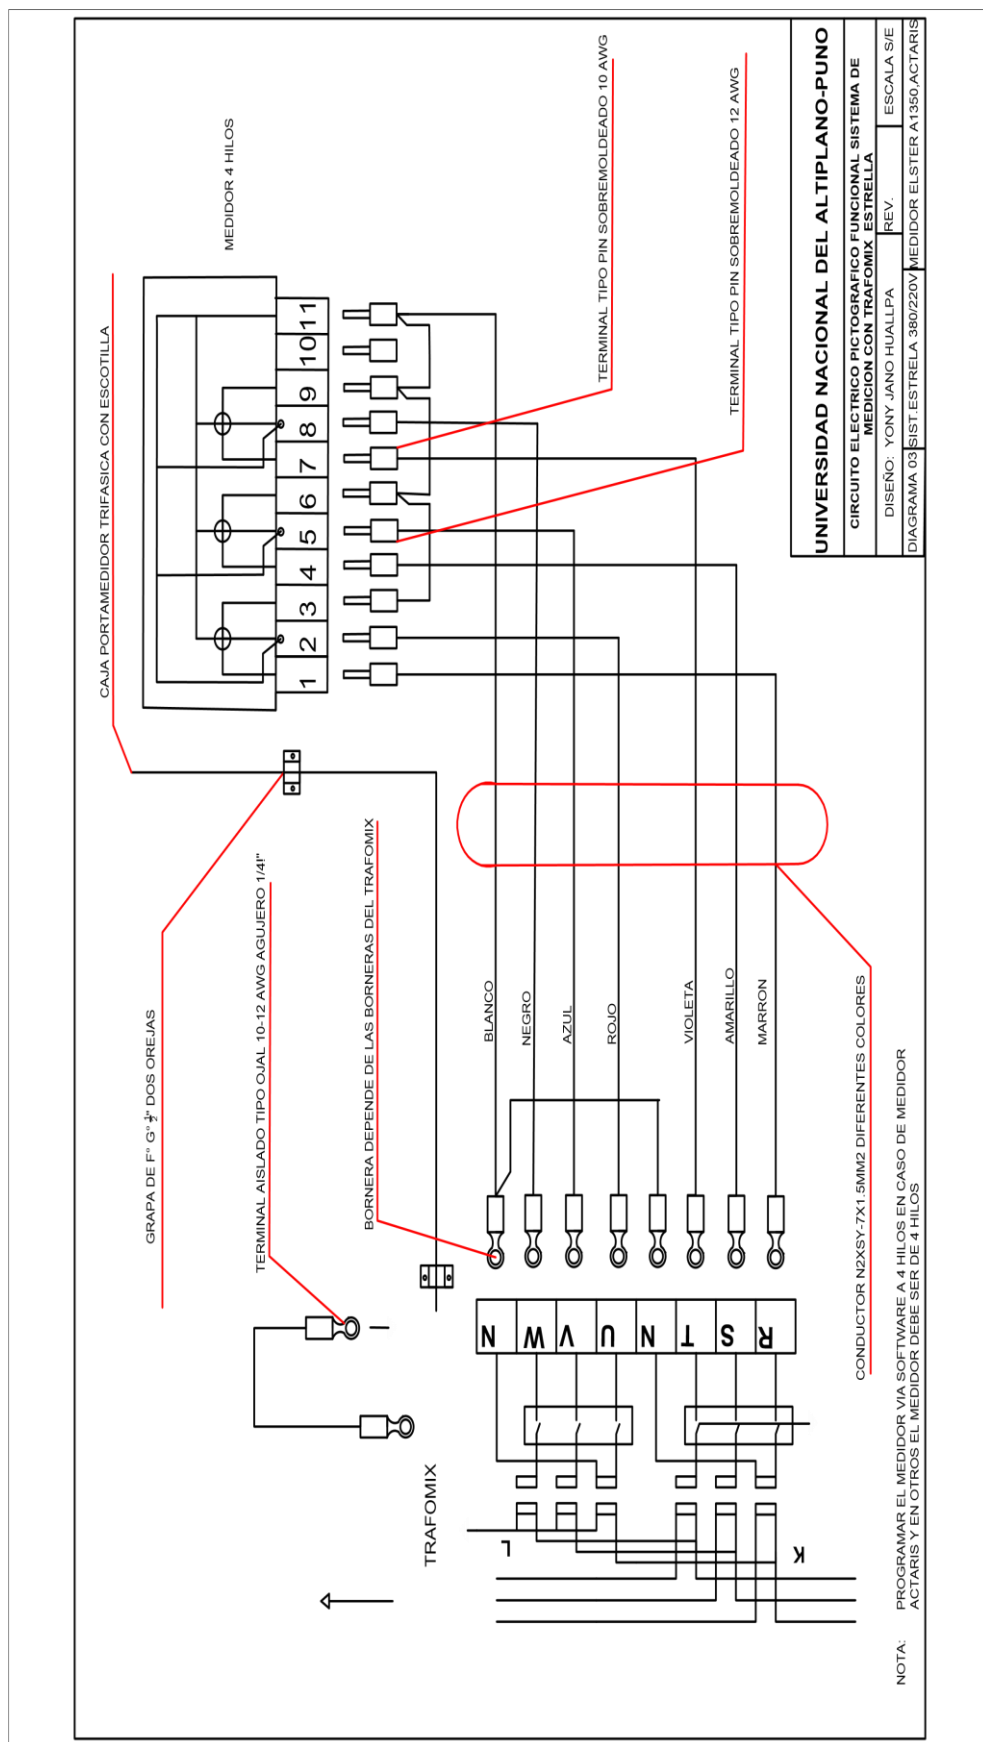 CAJA PORTAMEDIDOR TRIFASICA CON ESCOTILLA
MEDIDOR 4 HILOS
1
2
3
4
5
6
7
8
9
10
11
GRAPA DE F° G° ½" DOS OREJAS
TERMINAL AISLADO TIPO OJAL 10-12 AWG AGUJERO 1/4!"
BORNERA DEPENDE DE LAS BORNERAS DEL TRAFOMIX
TRAFOMIX
N
W
V
U
N
T
S
R
L
K
BLANCO
NEGRO
AZUL
ROJO
VIOLETA
AMARILLO
MARRON
TERMINAL TIPO PIN SOBREMOLDEADO 10 AWG
TERMINAL TIPO PIN SOBREMOLDEADO 12 AWG
CONDUCTOR N2XSY-7X1.5MM2 DIFERENTES COLORES
NOTA: PROGRAMAR EL MEDIDOR VIA SOFTWARE A 4 HILOS EN CASO DE MEDIDOR
ACTARIS Y EN OTROS EL MEDIDOR DEBE SER DE 4 HILOS
UNIVERSIDAD NACIONAL DEL ALTIPLANO-PUNO
CIRCUITO ELECTRICO PICTOGRAFICO FUNCIONAL SISTEMA DE
MEDICION CON TRAFOMIX ESTRELLA
DISEÑO: YONY JANO HUALLPA
REV.
ESCALA S/E
DIAGRAMA 03
SIST. ESTRELA 380/220V
MEDIDOR ELSTER A1350,ACTARIS